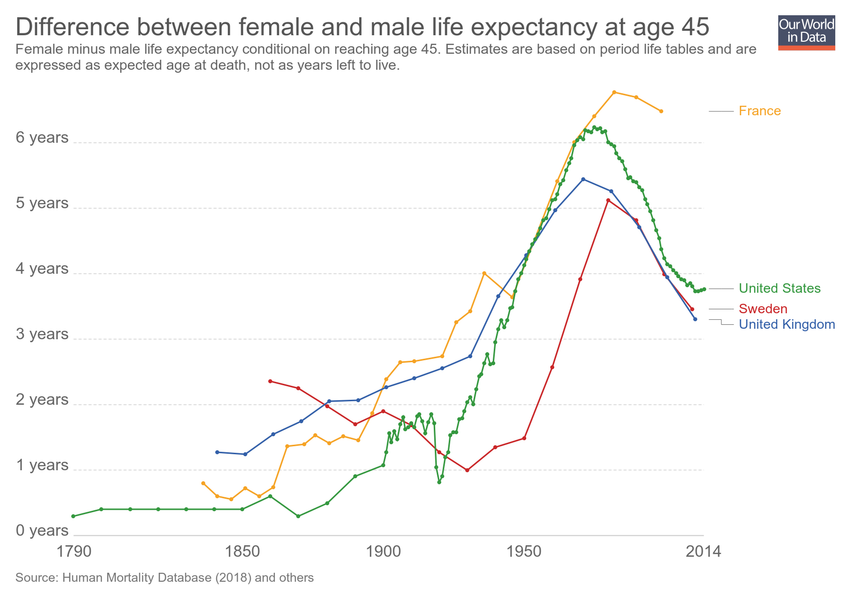 Difference between female and male life expectancy at age 45
Our World
in Data
Female minus male life expectancy conditional on reaching age 45. Estimates are based on period life tables and are
expressed as expected age at death, not as years left to live.
France
6 years
5 years
4 years
United States
Sweden
United Kingdom
3 years
2 years
1 years
0 years
1790
1850
1900
1950
2014
Source: Human Mortality Database (2018) and others